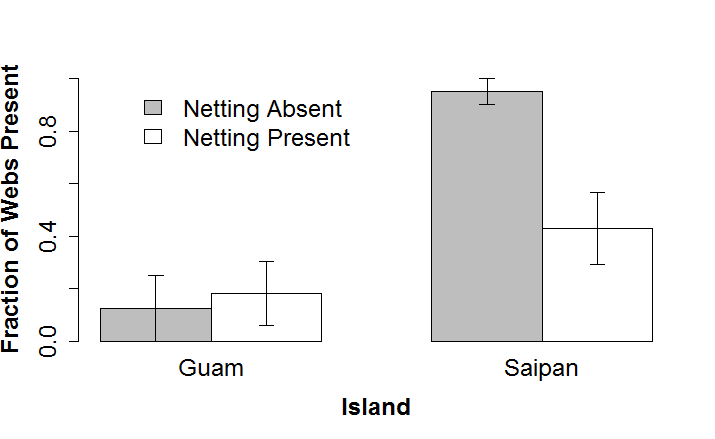 Fraction of Webs Present
0.8
0.4
0.0
Netting Absent
Netting Present
Guam
Saipan
Island